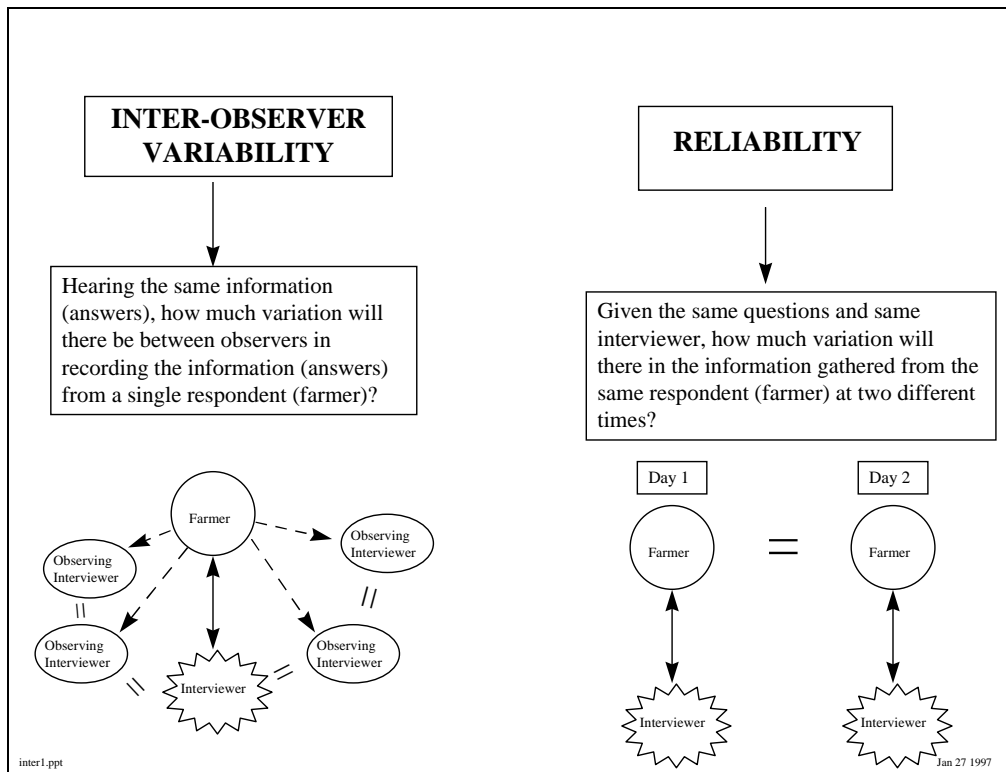 INTER-OBSERVER
VARIABILITY
Hearing the same information
(answers), how much variation will
there be between observers in
recording the information (answers)
from a single respondent (farmer)?
Farmer
Observing
Interviewer
Observing
Interviewer
Observing
Interviewer
Observing
Interviewer
Interviewer
RELIABILITY
Given the same questions and same
interviewer, how much variation will
there in the information gathered from the
same respondent (farmer) at two different
times?
Day 1
Day 2
Farmer
=
Farmer
Interviewer
Interviewer
inter1.ppt
Jan 27 1997